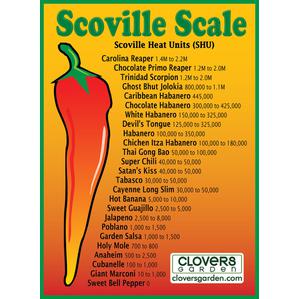 Scoville Scale
Scoville Heat Units (SHU)
Carolina Reaper 1.4M to 2.2M
Chocolate Primo Reaper 1.2M to 2.0M
Trinidad Scorpion 1.2M to 2.0M
Ghost Bhut Jolokia 800,000 to 1.1M
Caribbean Habanero 445,000
Chocolate Habanero 300,000 to 425,000
White Habanero 150,000 to 325,000
Devil's Tongue 125,000 to 325,000
Habanero 100,000 to 350,000
Chichen Itza Habanero 100,000 to 180,000
Thai Gong Bao 50,000 to 100,000
Super Chili 40,000 to 50,000
Satan's Kiss 40,000 to 50,000
Tabasco 30,000 to 50,000
Cayenne Long Slim 30,000 to 50,000
Hot Banana 5,000 to 10,000
Sweet Guajillo 2,500 to 5,000
Jalapeno 2,500 to 8,000
Poblano 1,000 to 1,500
Garden Salsa 1,000 to 1,500
Holy Mole 700 to 800
Anaheim 500 to 2,500
Cubanelle 100 to 1,000
Giant Marconi 10 to 1,000
Sweet Bell Pepper 0
CLOVERS
GARDEN
cloversgarden.com